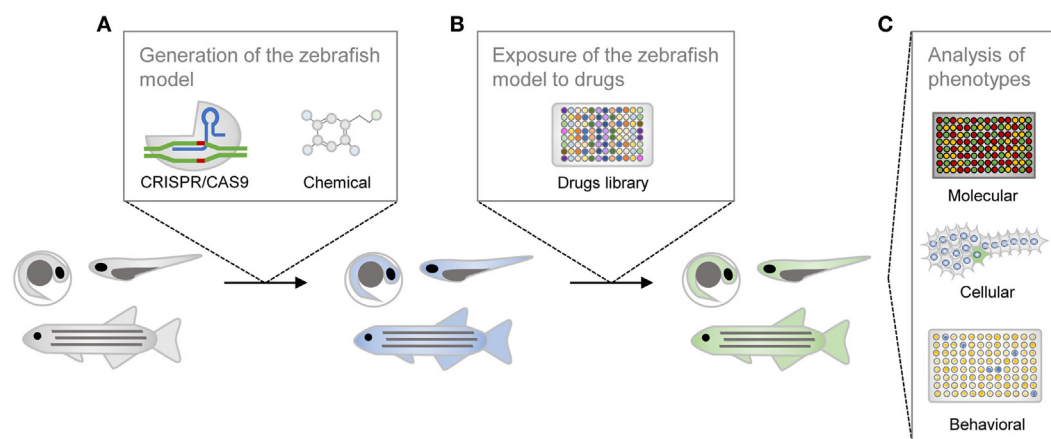 A
Generation of the zebrafish
model
CRISPR/CAS9
Chemical
B
Exposure of the zebrafish
model to drugs
Drugs library
C
Analysis of
phenotypes
Molecular
Cellular
Behavioral